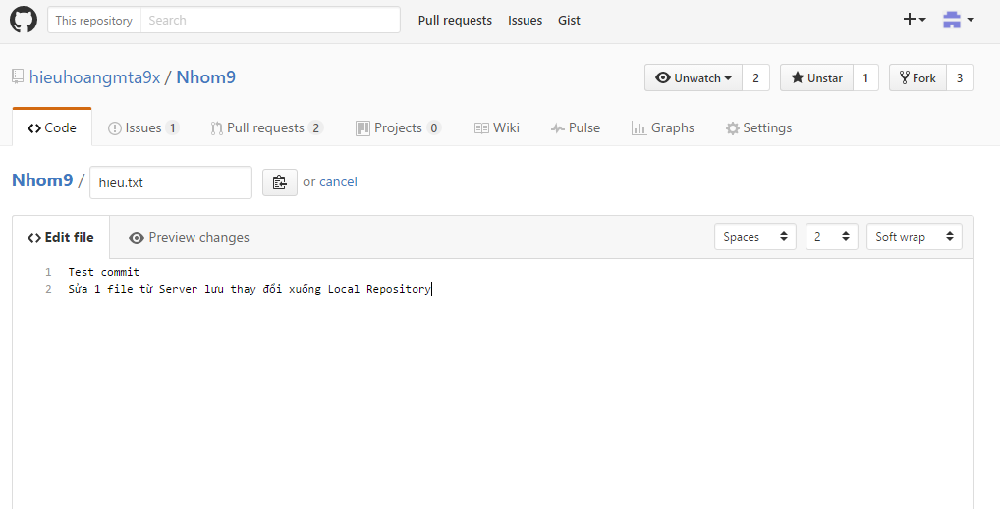 This repository Search Pull requests Issues Gist
hieuhoangmta9x / Nhom9 Unwatch 2 Unstar 1 Fork 3
Code Issues 1 Pull requests 2 Projects 0 Wiki Pulse Graphs Settings
Nhom9 / hieu.txt or cancel
Edit file Preview changes Spaces 2 Soft wrap
1 Test commit
2 Sửa 1 file từ Server lưu thay đổi xuống Local Repository